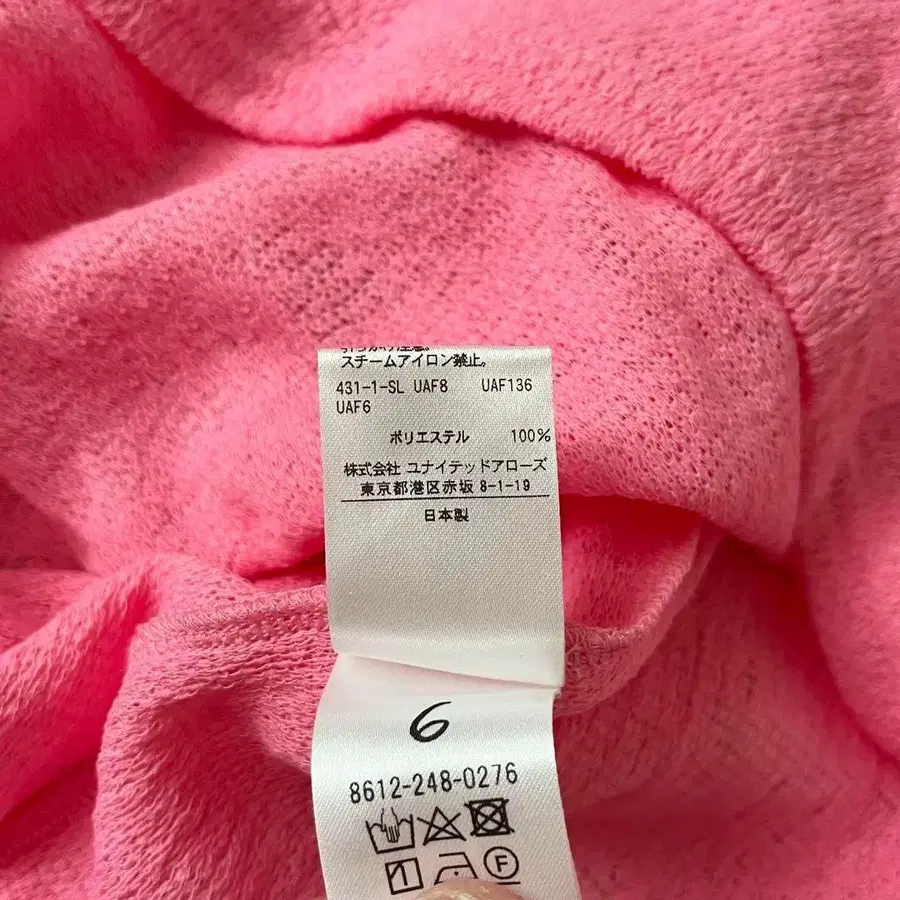 スチームアイロン禁止。
431-1-SL UAF8 UAF136
UAF6
ポリエステル 100%
株式会社 ユナイテッドアローズ
東京都港区赤坂 8-1-19
日本製
6
8612-248-0276
1
F